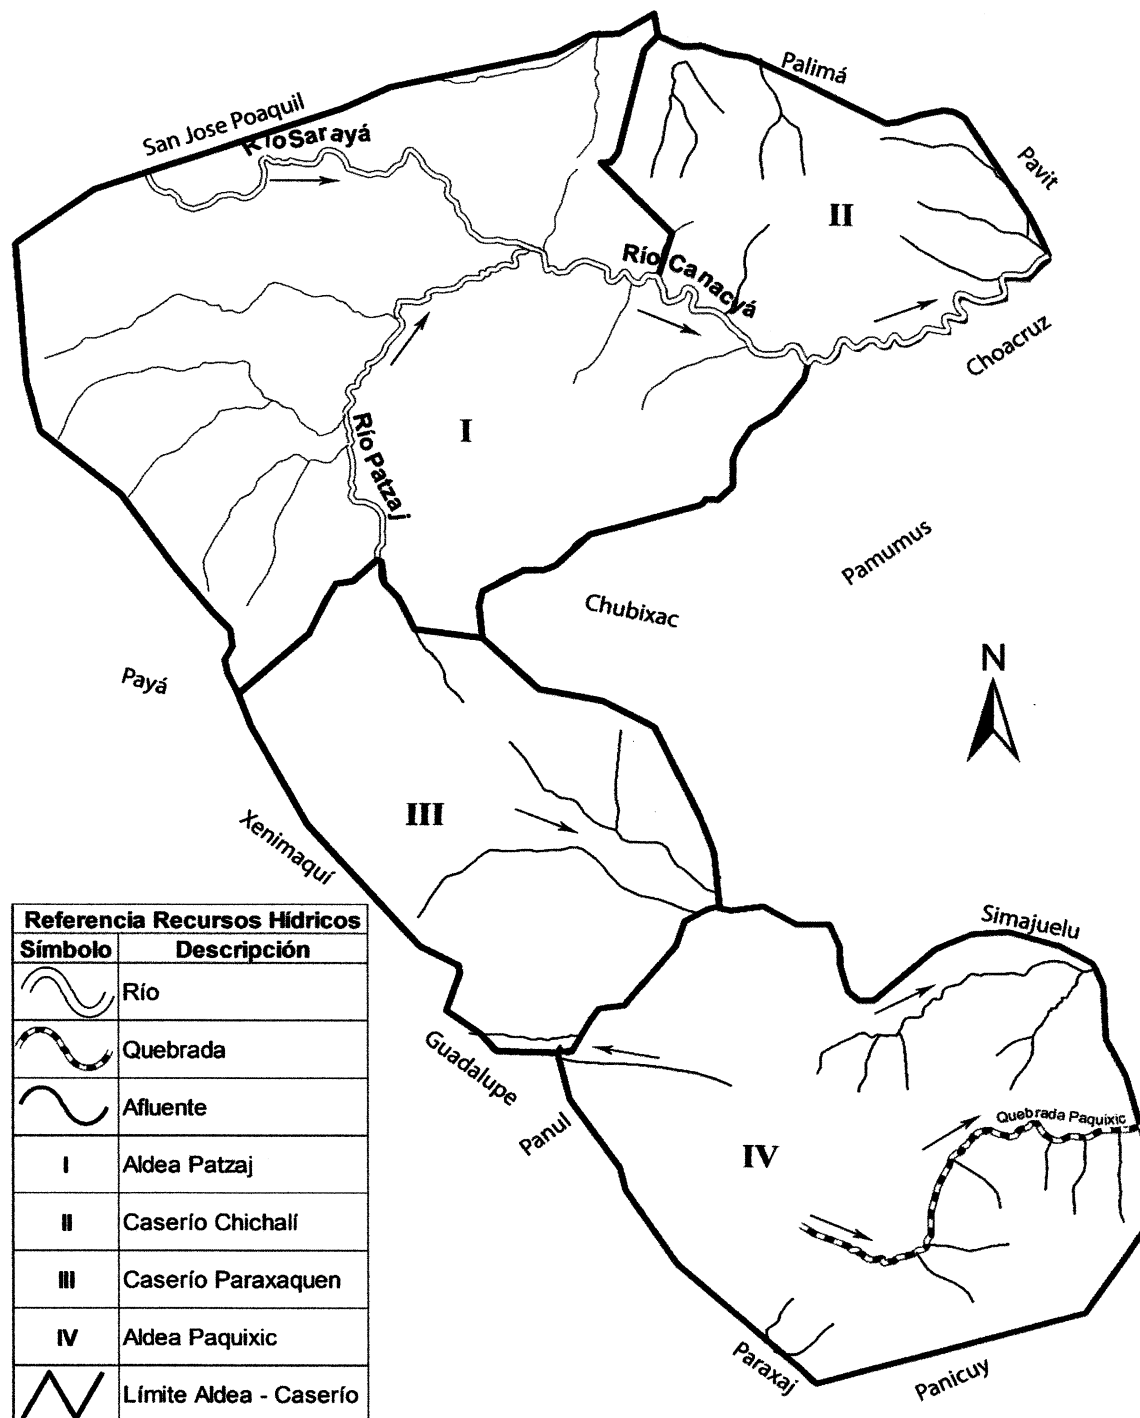 Palimá
San Jose Poaquil
Río Sarayá
Pavit
II
Río Canacyá
Choacruz
I
Río Patzaj
Pamumus
Chubixac
N
Payá
III
Xenimaquí
Simajuelu
Guadalupe
Panul
Quebrada Paquixic
IV
Paraxaj
Panicuy
Referencia Recursos Hídricos
Símbolo Descripción
Río
Quebrada
Afluente
I Aldea Patzaj
II Caserío Chichalí
III Caserío Paraxaquen
IV Aldea Paquixic
Límite Aldea - Caserío